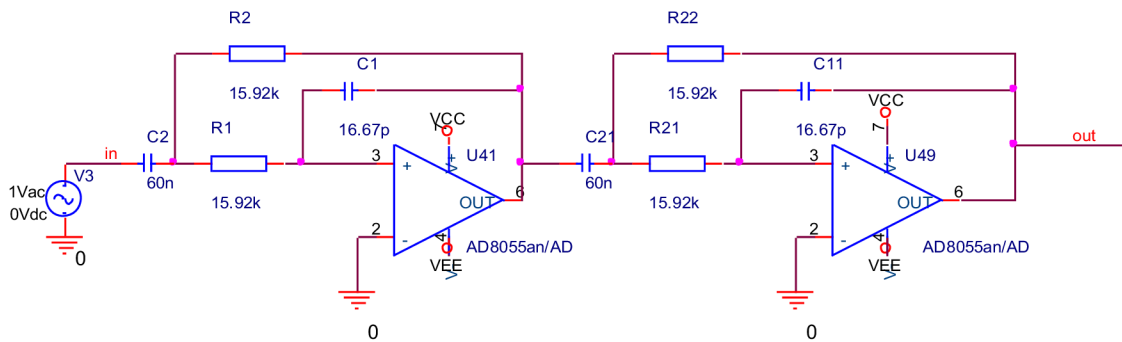 R2
R22
C1
C11
15.92k
15.92k
VCC
7
VCC
7
C2
R1
16.67p
C21
R21
16.67p
out
in
V3
3
+
V+
U41
3
+
V+
U49
60n
60n
1Vac
0Vdc
15.92k
OUT
6
15.92k
OUT
6
2
-
4
AD8055an/AD
2
-
4
AD8055an/AD
VEE
V-
VEE
V-
0
0
0